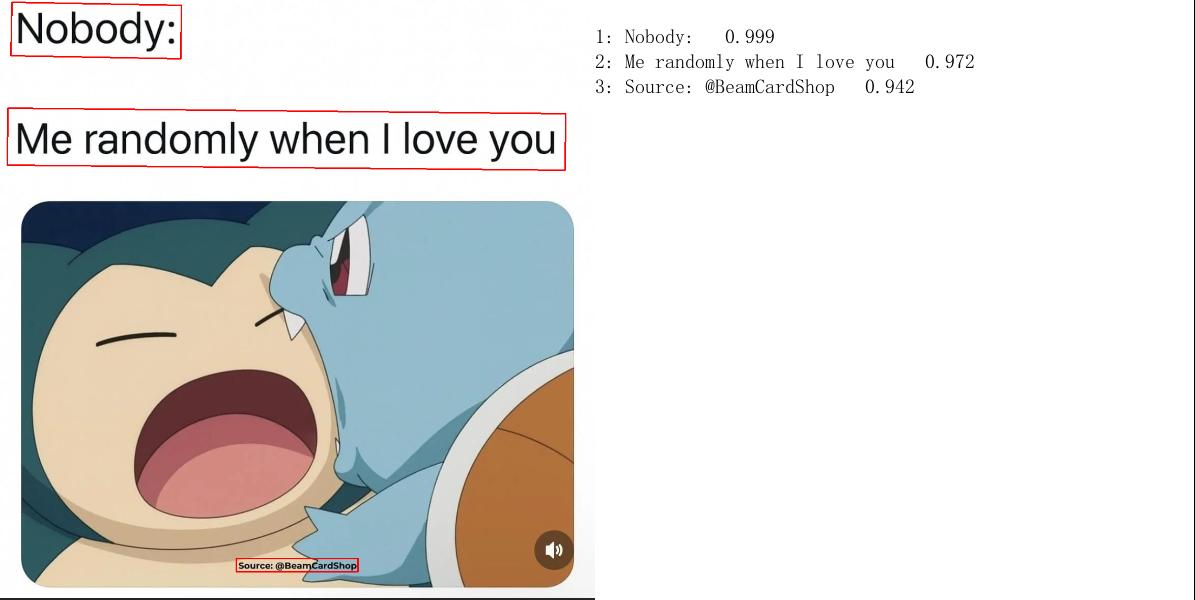 Nobody:
1: Nobody: 0.999
2: Me randomly when I love you 0.972
3: Source: @BeamCardShop 0.942
Me randomly when I love you
Source: @BeamCardShop